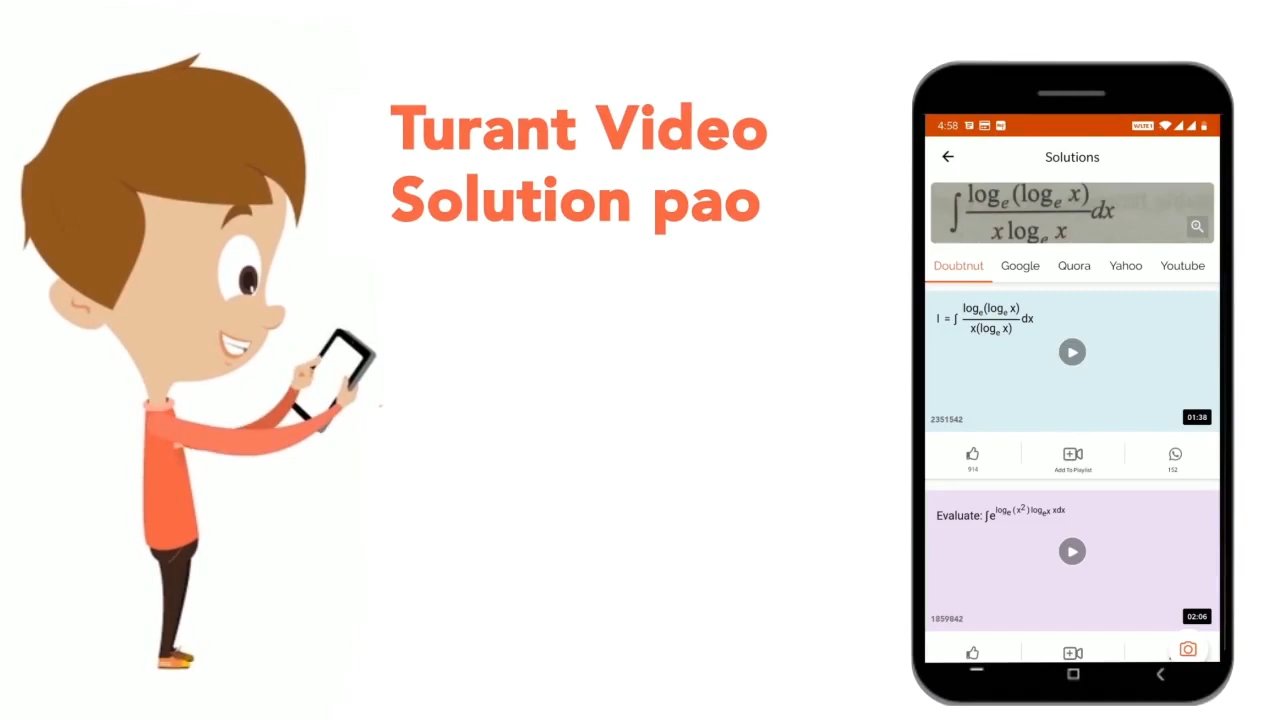 Turant Video
Solution pao
4:58
VoLTE1
Solutions
∫ logₑ(logₑ x) / x logₑ x dx
Doubtnut Google Quora Yahoo Youtube
I = ∫ logₑ(logₑ x) / x(logₑ x) dx
2351542
01:38
914 Add To Playlist 152
Evaluate: ∫e^logₑ(x²)logₑx xdx
1859842
02:06